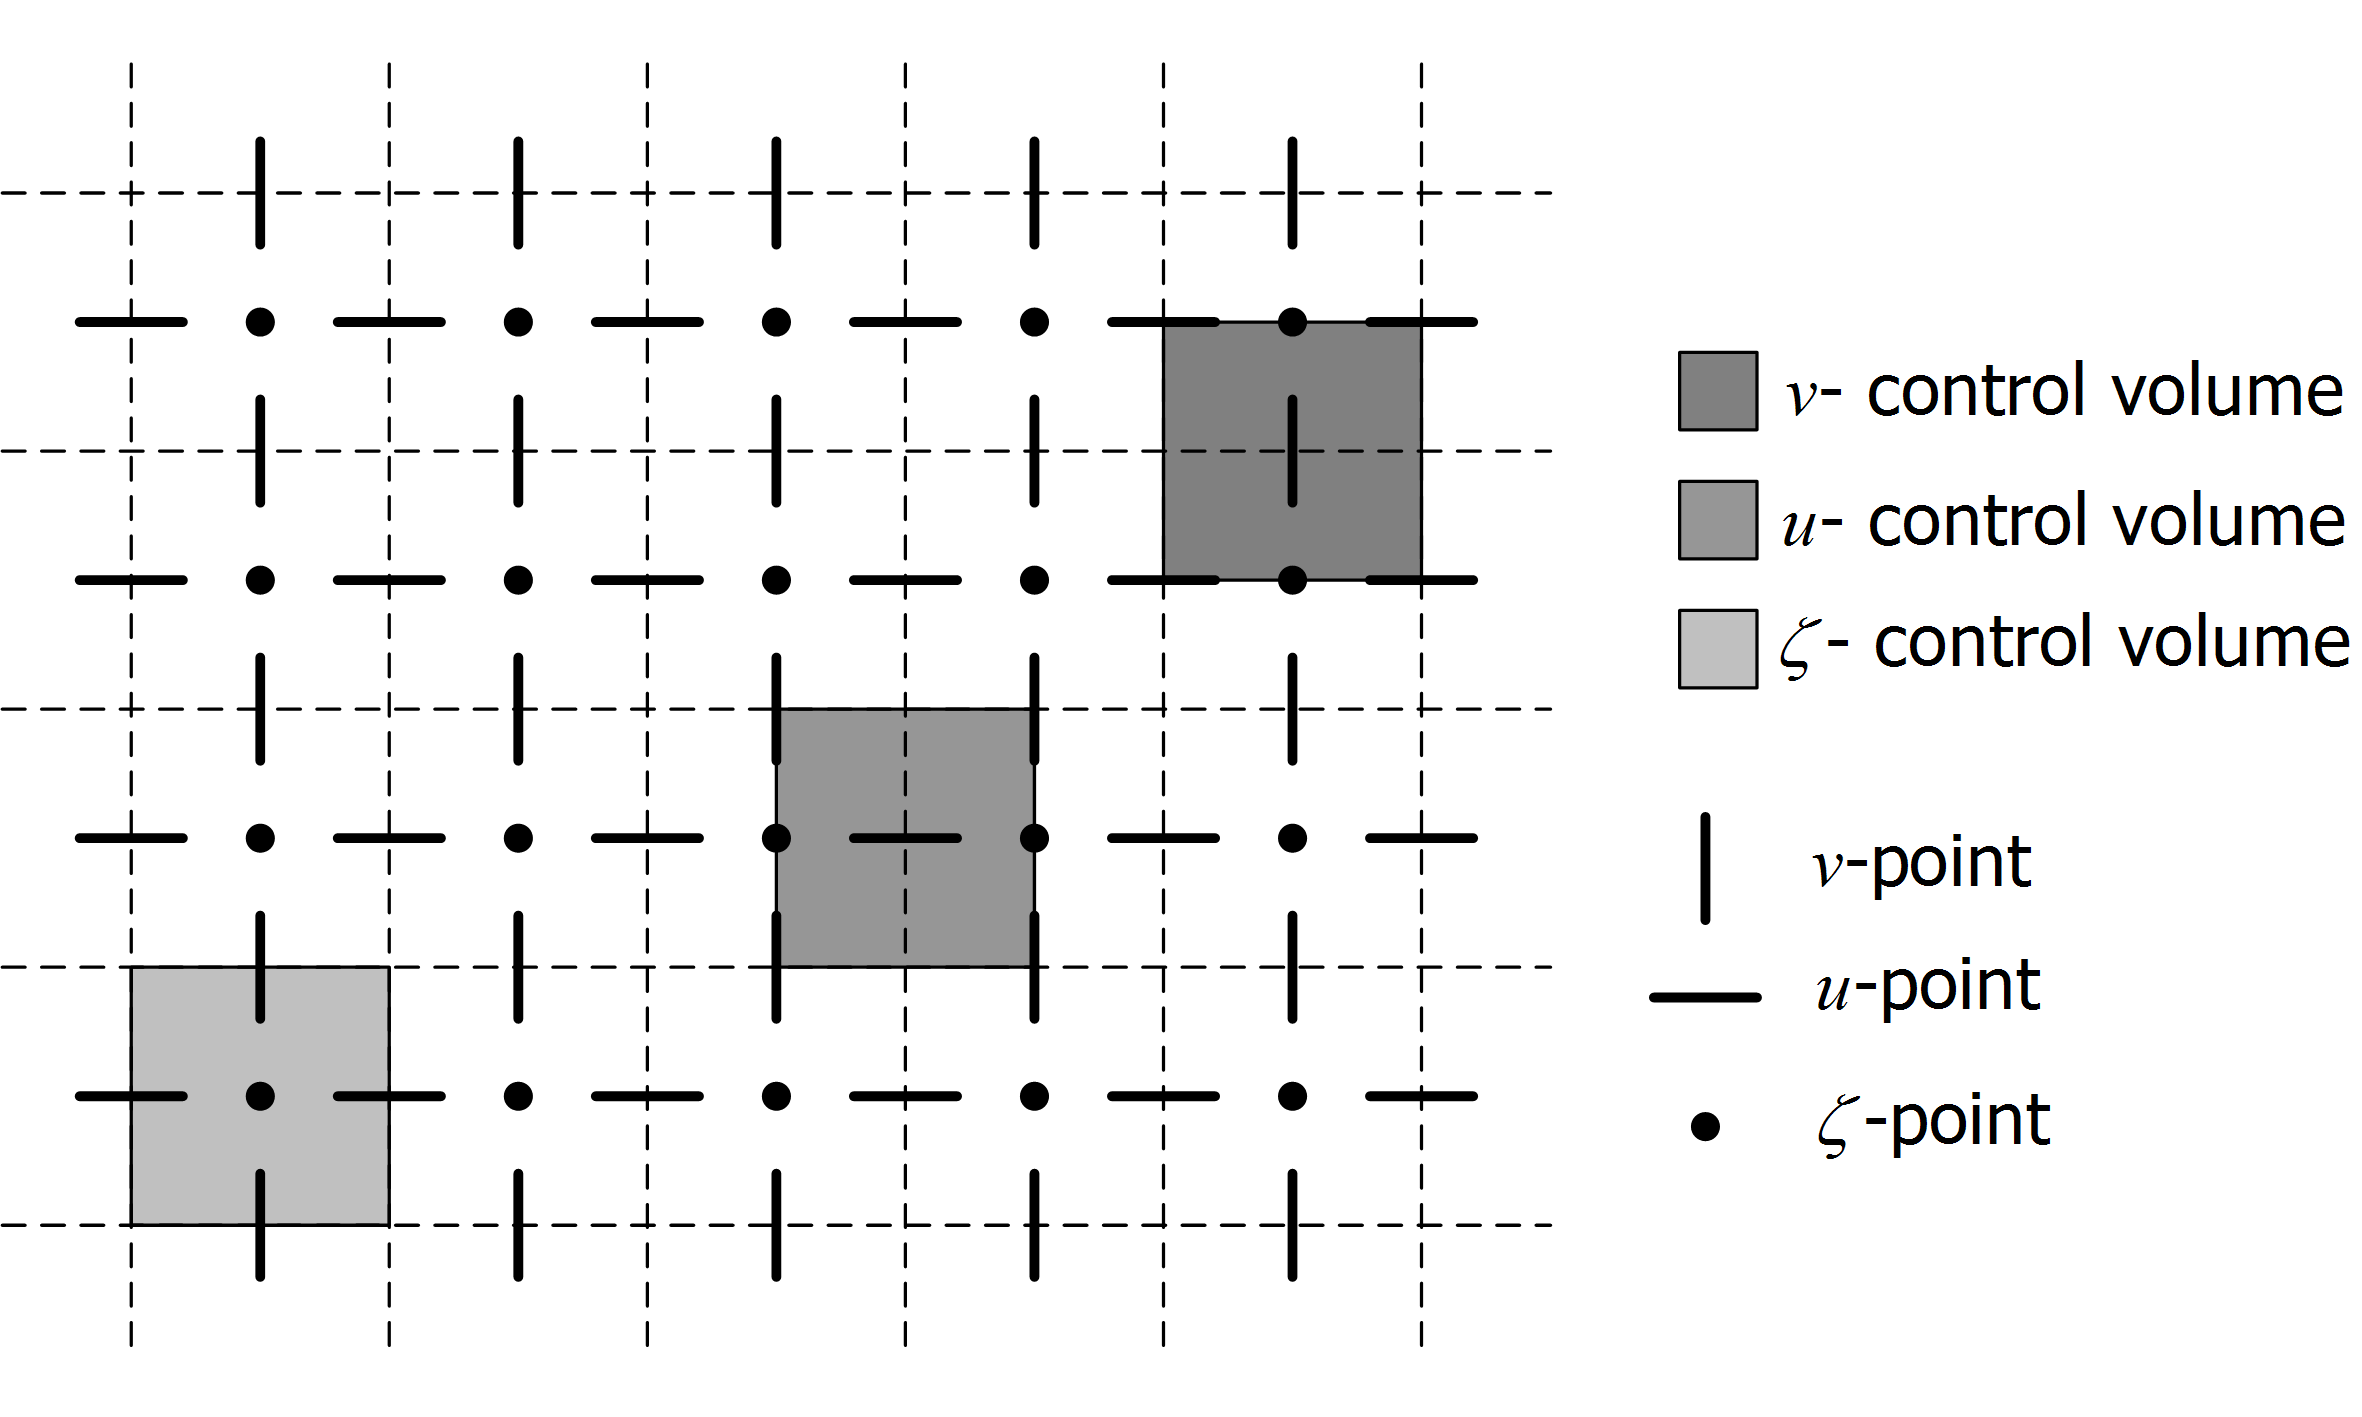 v- control volume
u- control volume
ζ- control volume
v-point
u-point
ζ-point